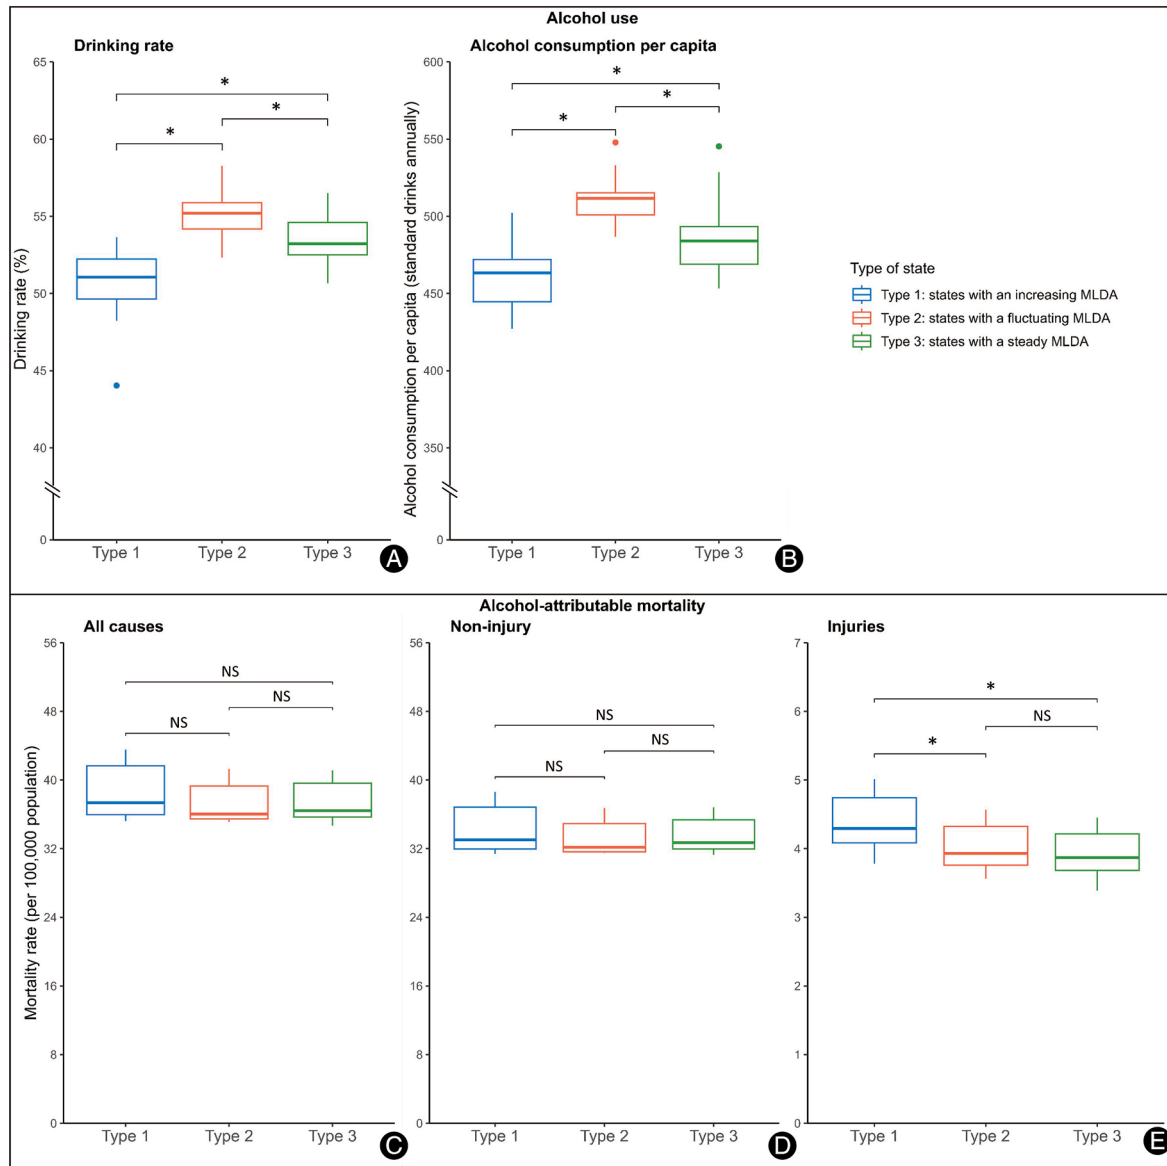 Alcohol use
Drinking rate
Alcohol consumption per capita
Drinking rate (%)
65
60
55
50
45
40
0
*
*
*
Type 1
Type 2
Type 3
A
Alcohol consumption per capita (standard drinks annually)
600
550
500
450
400
350
0
*
*
*
Type 1
Type 2
Type 3
B
Type of state
Type 1: states with an increasing MLDA
Type 2: states with a fluctuating MLDA
Type 3: states with a steady MLDA
Alcohol-attributable mortality
All causes
Non-injury
Injuries
Mortality rate (per 100,000 population)
56
48
40
32
24
16
8
0
NS
NS
NS
Type 1
Type 2
Type 3
C
56
48
40
32
24
16
8
0
NS
NS
NS
Type 1
Type 2
Type 3
D
7
6
5
4
3
2
1
0
*
NS
*
Type 1
Type 2
Type 3
E